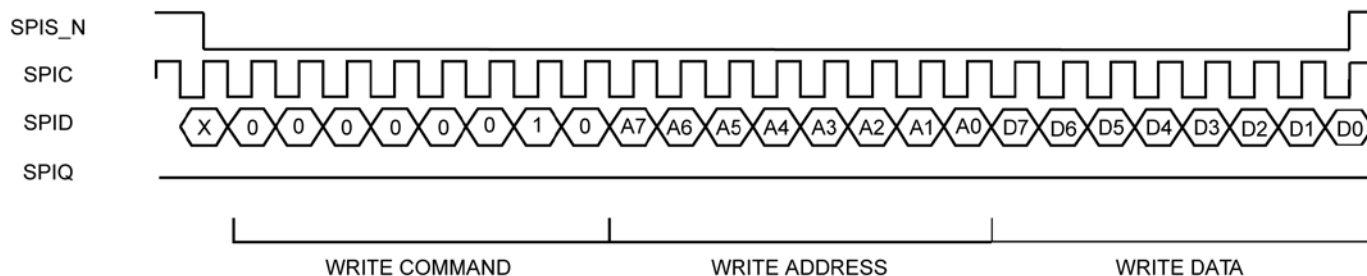 SPIS_N
SPIC
SPID X 0 0 0 0 0 0 1 0 A7 A6 A5 A4 A3 A2 A1 A0 D7 D6 D5 D4 D3 D2 D1 D0
SPIQ
WRITE COMMAND WRITE ADDRESS WRITE DATA